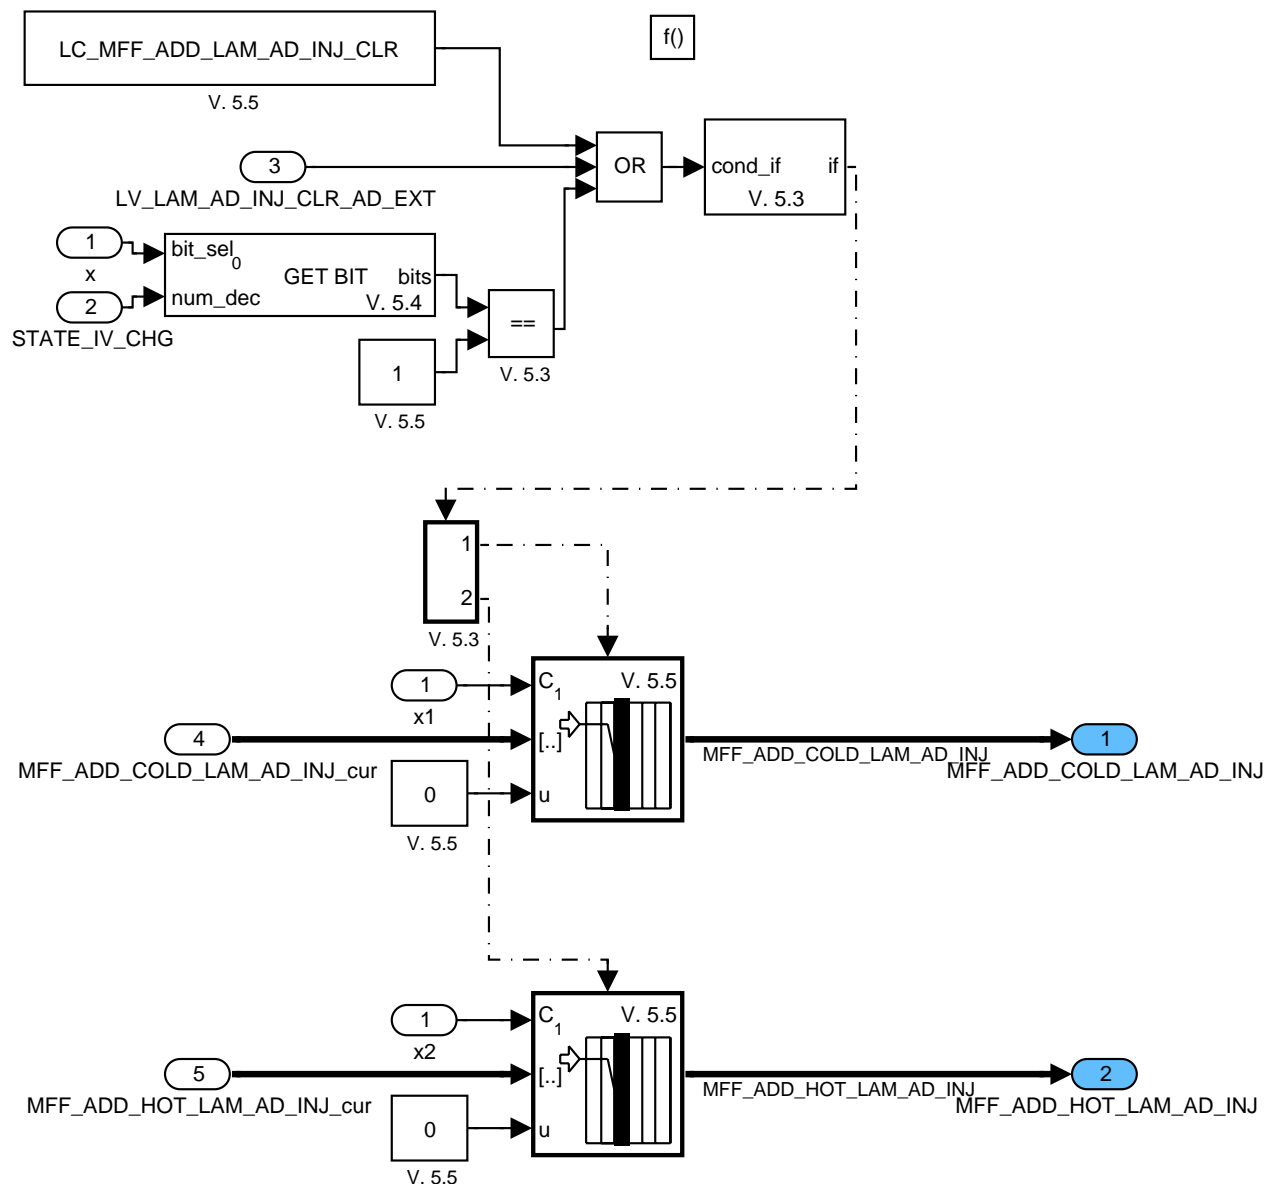 f()
LC_MFF_ADD_LAM_AD_INJ_CLR
V. 5.5
3
LV_LAM_AD_INJ_CLR_AD_EXT
OR
cond_if
if
V. 5.3
1
x
2
STATE_IV_CHG
bit_sel
0
num_dec
GET BIT
bits
V. 5.4
==
V. 5.3
1
V. 5.5
1
2
V. 5.3
1
x1
4
MFF_ADD_COLD_LAM_AD_INJ_cur
0
V. 5.5
C1
[..]
u
V. 5.5
MFF_ADD_COLD_LAM_AD_INJ
1
MFF_ADD_COLD_LAM_AD_INJ
1
x2
5
MFF_ADD_HOT_LAM_AD_INJ_cur
0
V. 5.5
C1
[..]
u
V. 5.5
MFF_ADD_HOT_LAM_AD_INJ
2
MFF_ADD_HOT_LAM_AD_INJ